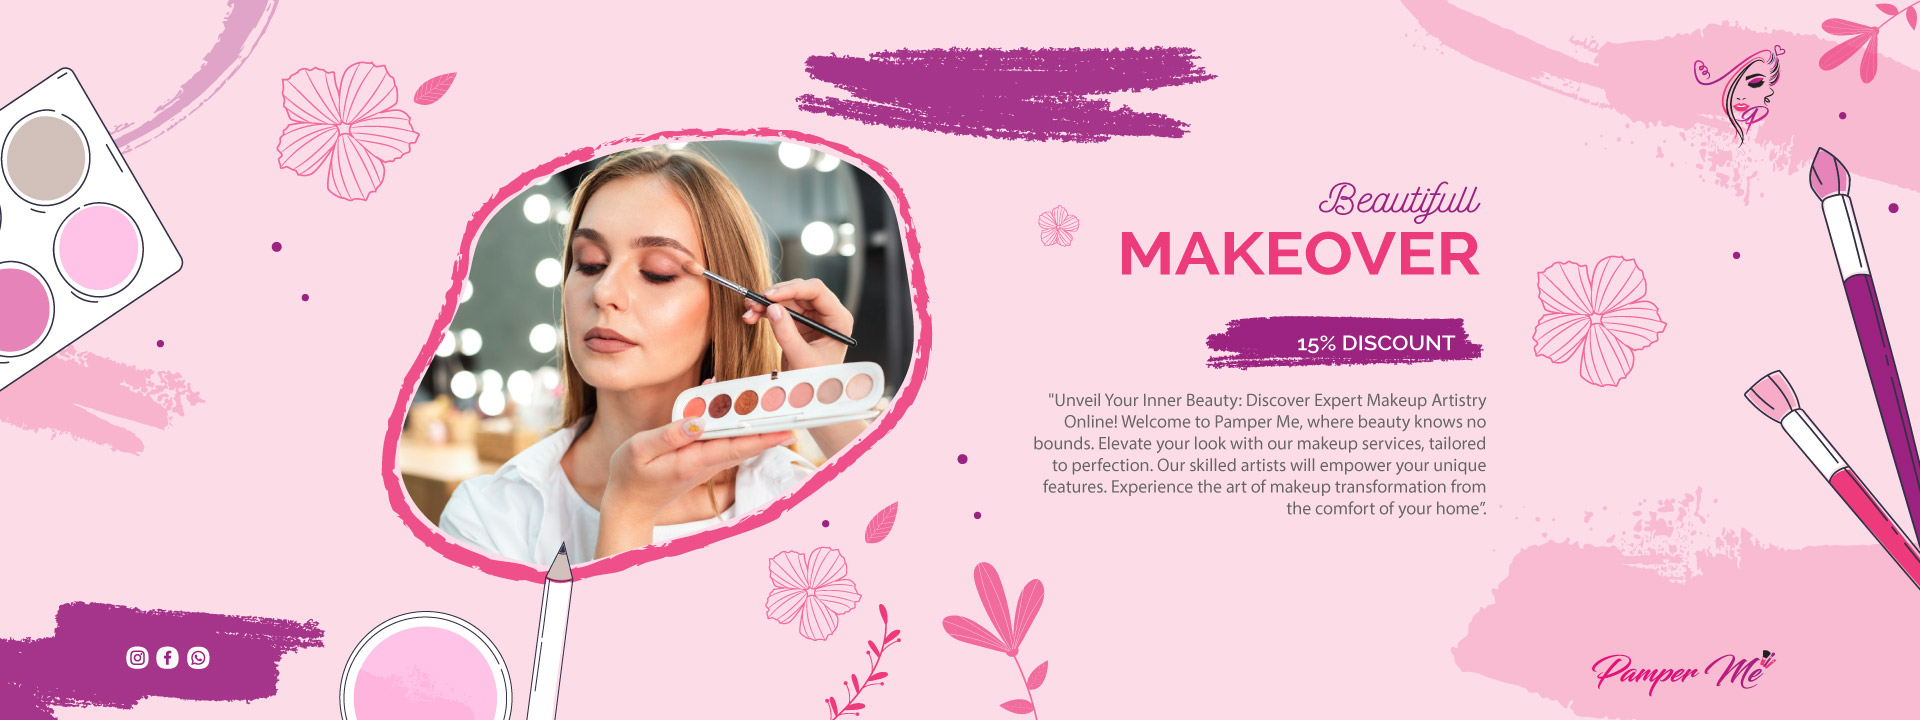 Beautifull
MAKEOVER
15% DISCOUNT
"Unveil Your Inner Beauty: Discover Expert Makeup Artistry
Online! Welcome to Pamper Me, where beauty knows no
bounds. Elevate your look with our makeup services, tailored
to perfection. Our skilled artists will empower your unique
features. Experience the art of makeup transformation from
the comfort of your home”.
Pamper Me